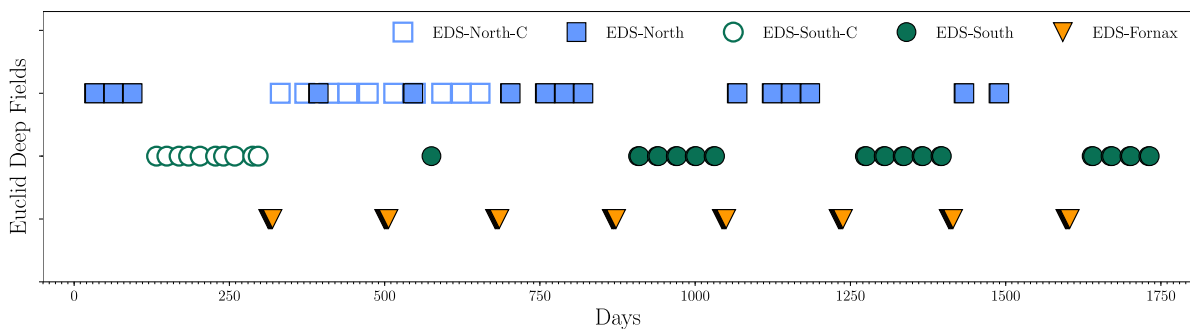 EDS-North-C EDS-North EDS-South-C EDS-South EDS-Fornax
Euclid Deep Fields
0 250 500 750 1000 1250 1500 1750
Days